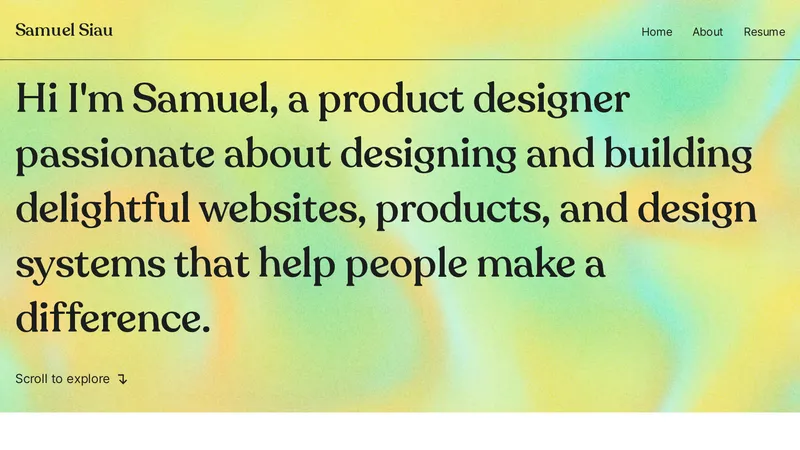 Samuel Siau
Home About Resume
Hi I'm Samuel, a product designer
passionate about designing and building
delightful websites, products, and design
systems that help people make a
difference.
Scroll to explore